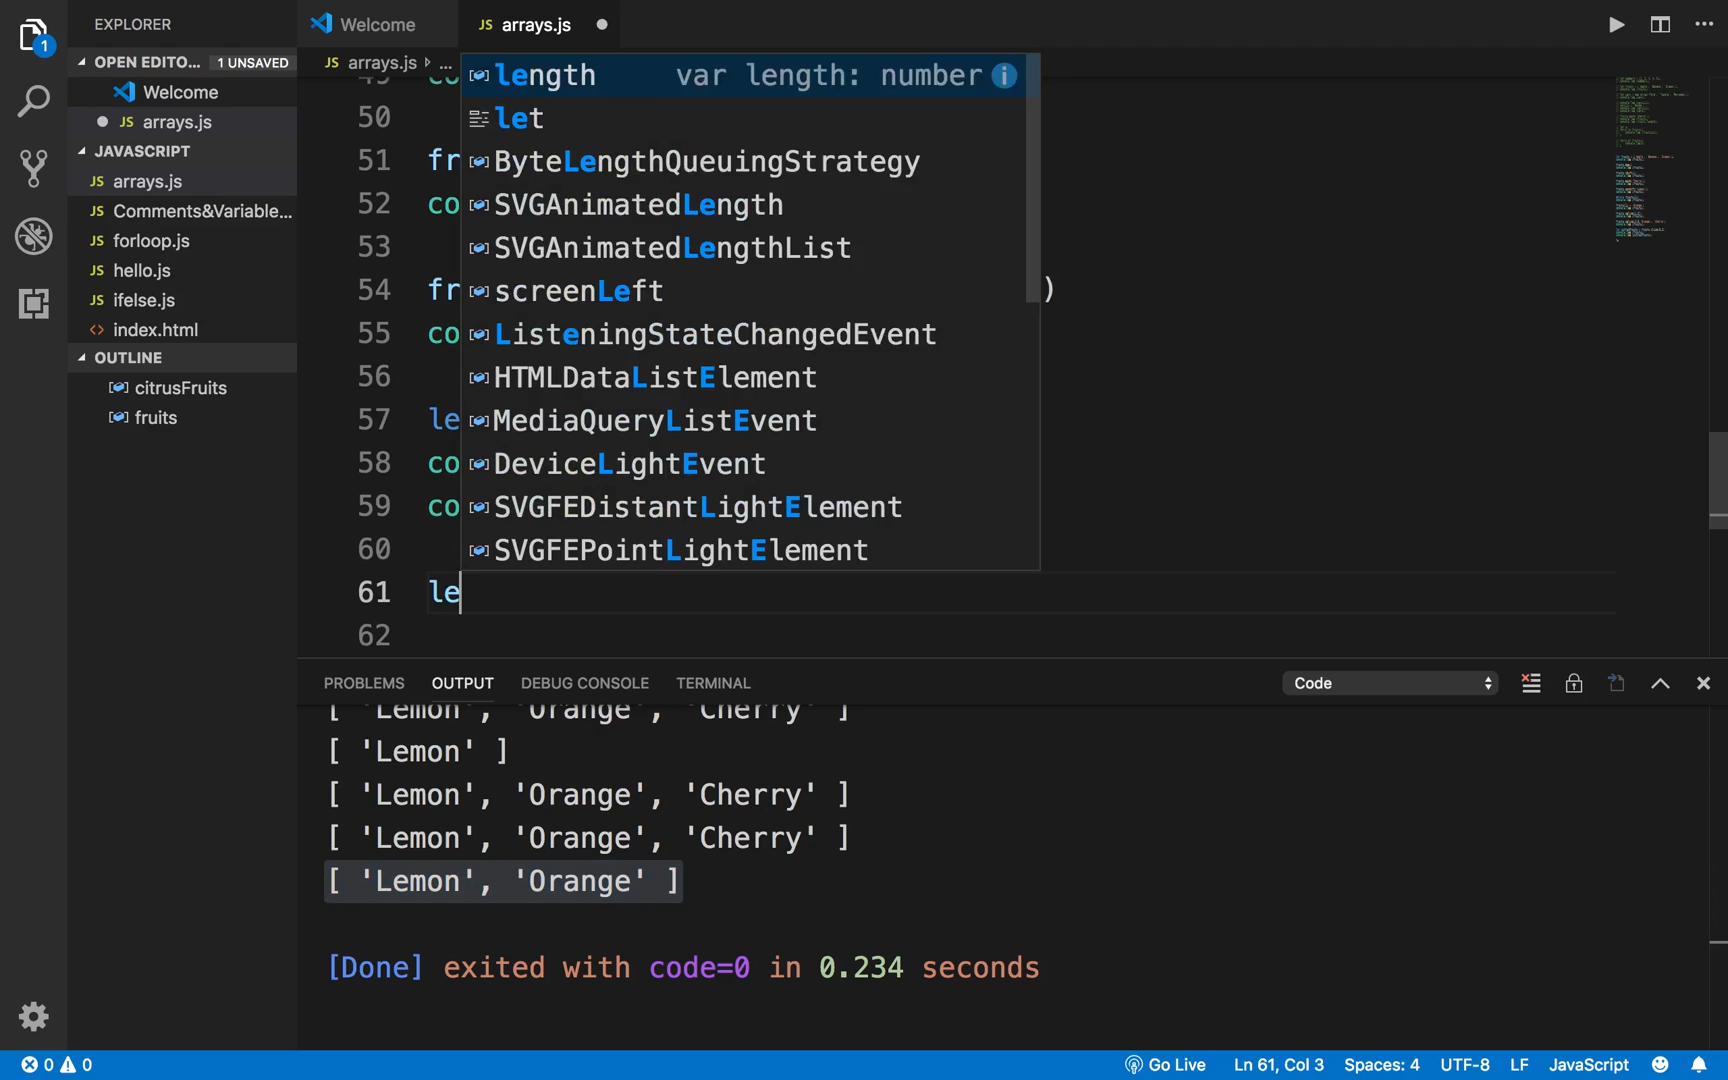 EXPLORER
Welcome
JS arrays.js
1
OPEN EDITO... 1 UNSAVED
Welcome
JS arrays.js
JAVASCRIPT
JS arrays.js
JS Comments&Variable...
JS forloop.js
JS hello.js
JS ifelse.js
<> index.html
OUTLINE
citrusFruits
fruits
JS arrays.js ...
length var length: number
let
ByteLengthQueuingStrategy
SVGAnimatedLength
SVGAnimatedLengthList
screenLeft
ListeningStateChangedEvent
HTMLDataListElement
MediaQueryListEvent
DeviceLightEvent
SVGFEDistantLightElement
SVGFEPointLightElement
49 co
50
51 fr
52 co
53
54 fr )
55 co
56
57 le
58 co
59 co
60
61 le
62
PROBLEMS OUTPUT DEBUG CONSOLE TERMINAL Code
[ 'Lemon', 'Orange', 'Cherry' ]
[ 'Lemon' ]
[ 'Lemon', 'Orange', 'Cherry' ]
[ 'Lemon', 'Orange', 'Cherry' ]
[ 'Lemon', 'Orange' ]
[Done] exited with code=0 in 0.234 seconds
0 0 Go Live Ln 61, Col 3 Spaces: 4 UTF-8 LF JavaScript